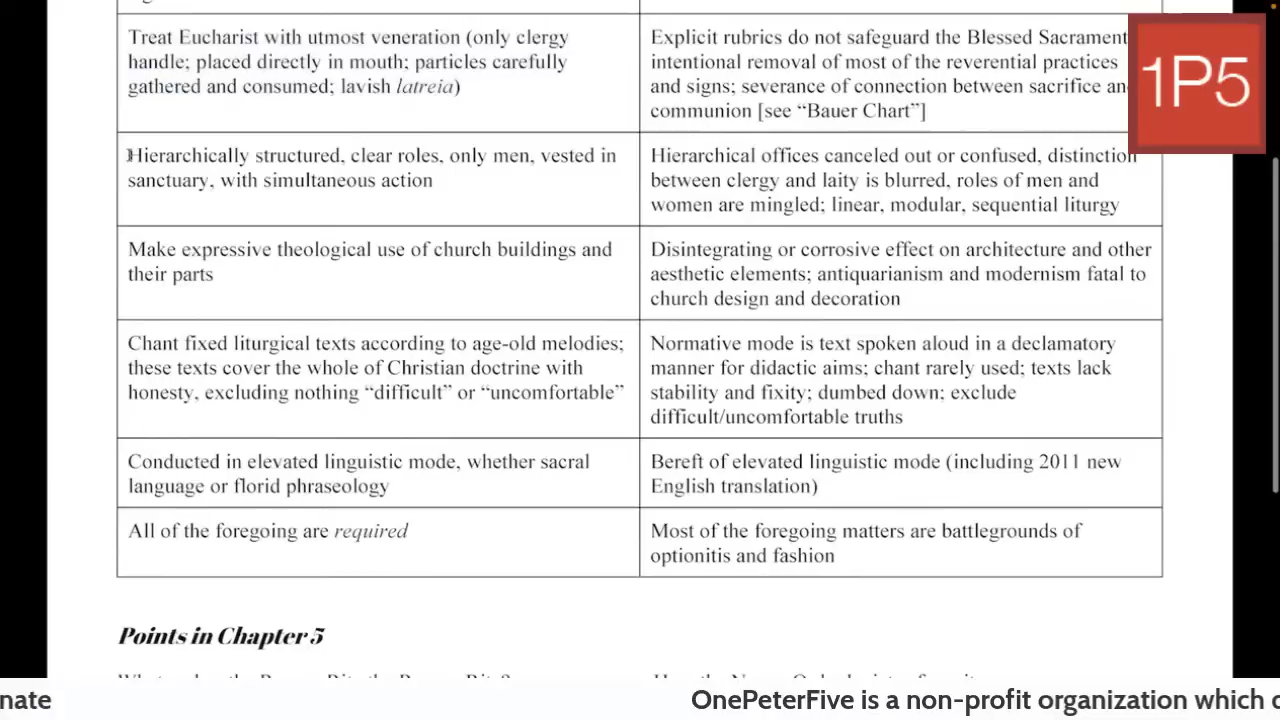 Treat Eucharist with utmost veneration (only clergy
handle; placed directly in mouth; particles carefully
gathered and consumed; lavish latreia)
Explicit rubrics do not safeguard the Blessed Sacrament
intentional removal of most of the reverential practices
and signs; severance of connection between sacrifice an
communion [see “Bauer Chart”]
1P5
Hierarchically structured, clear roles, only men, vested in
sanctuary, with simultaneous action
Hierarchical offices canceled out or confused, distinction
between clergy and laity is blurred, roles of men and
women are mingled; linear, modular, sequential liturgy
Make expressive theological use of church buildings and
their parts
Disintegrating or corrosive effect on architecture and other
aesthetic elements; antiquarianism and modernism fatal to
church design and decoration
Chant fixed liturgical texts according to age-old melodies;
these texts cover the whole of Christian doctrine with
honesty, excluding nothing “difficult” or “uncomfortable”
Normative mode is text spoken aloud in a declamatory
manner for didactic aims; chant rarely used; texts lack
stability and fixity; dumbed down; exclude
difficult/uncomfortable truths
Conducted in elevated linguistic mode, whether sacral
language or florid phraseology
Bereft of elevated linguistic mode (including 2011 new
English translation)
All of the foregoing are required
Most of the foregoing matters are battlegrounds of
optionitis and fashion
Points in Chapter 5
nate
OnePeterFive is a non-profit organization which